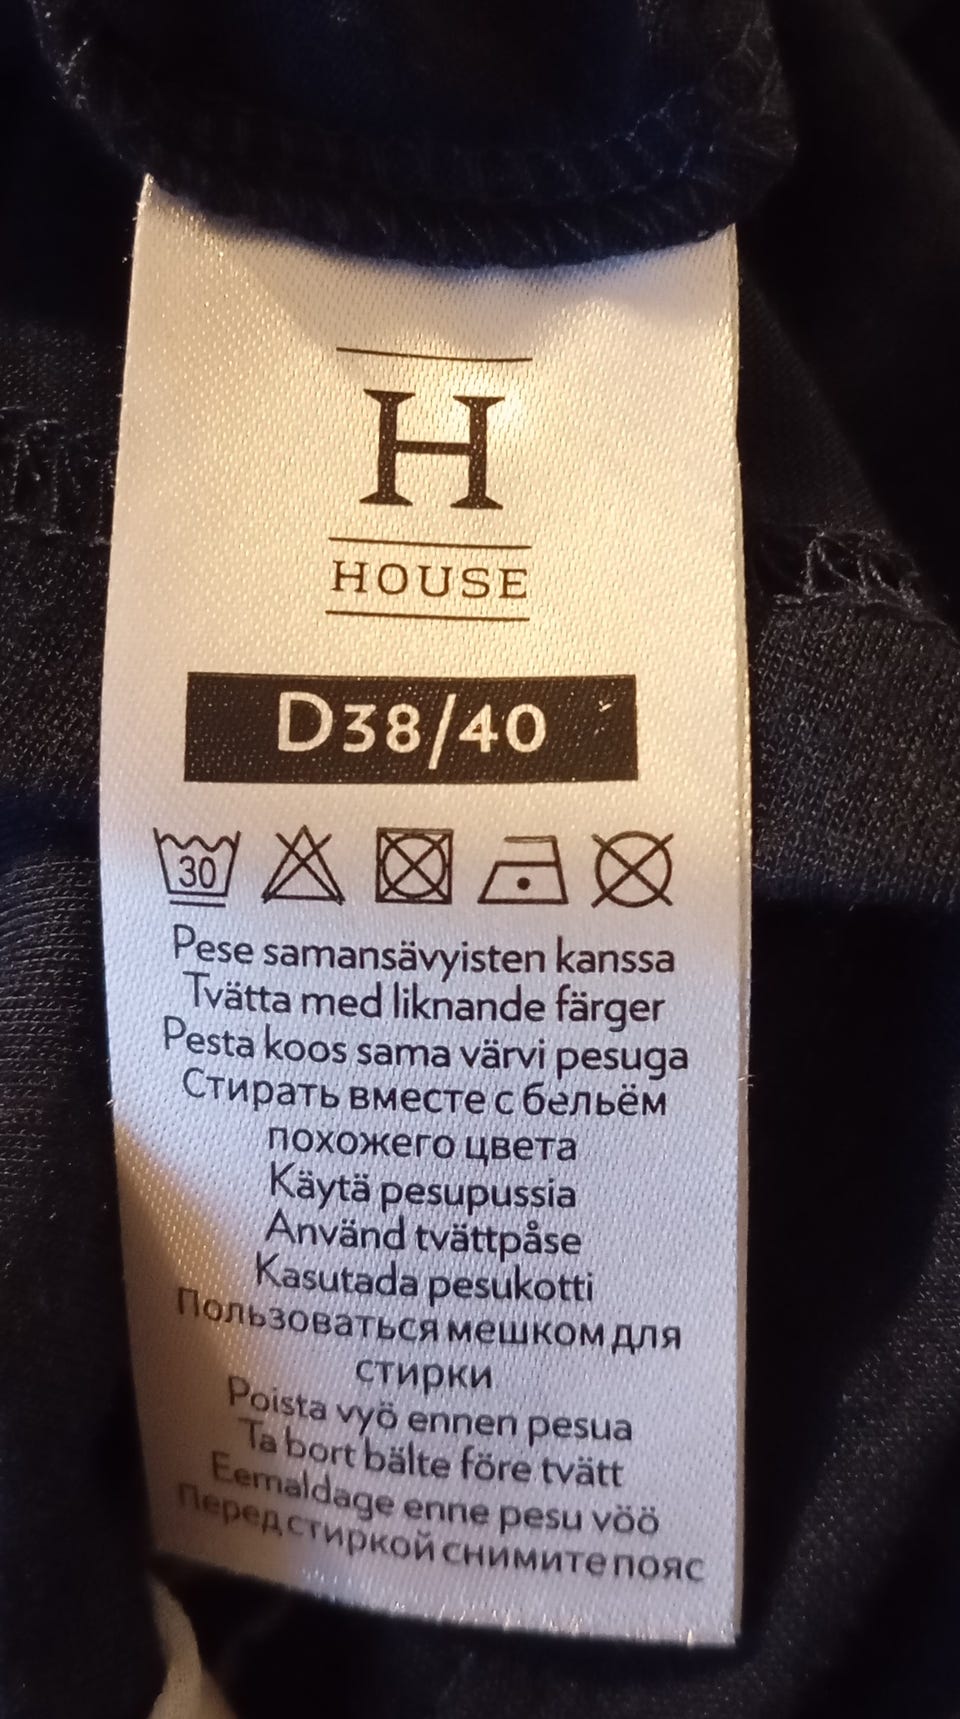 H
HOUSE
D38/40
30
Pese samansävyisten kanssa
Tvätta med liknande färger
Pesta koos sama värvi pesuga
Стирать вместе с бельём
похожего цвета
Käytä pesupussia
Använd tvättpåse
Kasutada pesukotti
Пользоваться мешком для
стирки
Poista vyö ennen pesua
Ta bort bälte före tvätt
Eemaldage enne pesu vöö
Перед стиркой снимите пояс